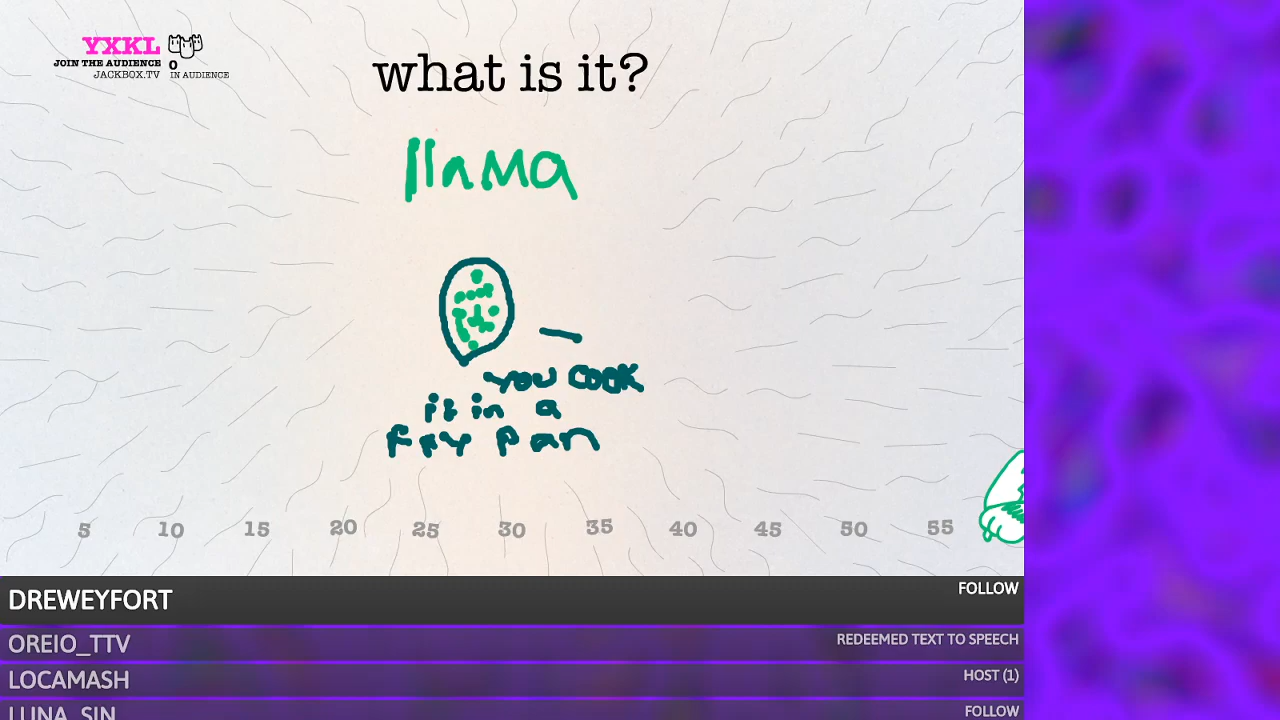 YXKL
JOIN THE AUDIENCE
JACKBOX.TV
0
IN AUDIENCE
what is it?
llama
you cook
it in a
fry pan
5 10 15 20 25 30 35 40 45 50 55
DREWEYFORT FOLLOW
OREIO_TTV REDEEMED TEXT TO SPEECH
LOCAMASH HOST (1)
LUNA_SIN FOLLOW